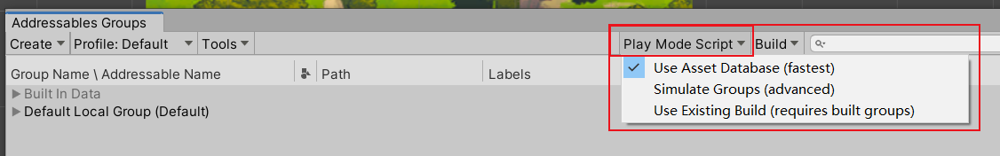 Addressables Groups
Create Profile: Default Tools Play Mode Script Build
Group Name \ Addressable Name Path Labels
Use Asset Database (fastest)
Built In Data
Simulate Groups (advanced)
Default Local Group (Default)
Use Existing Build (requires built groups)